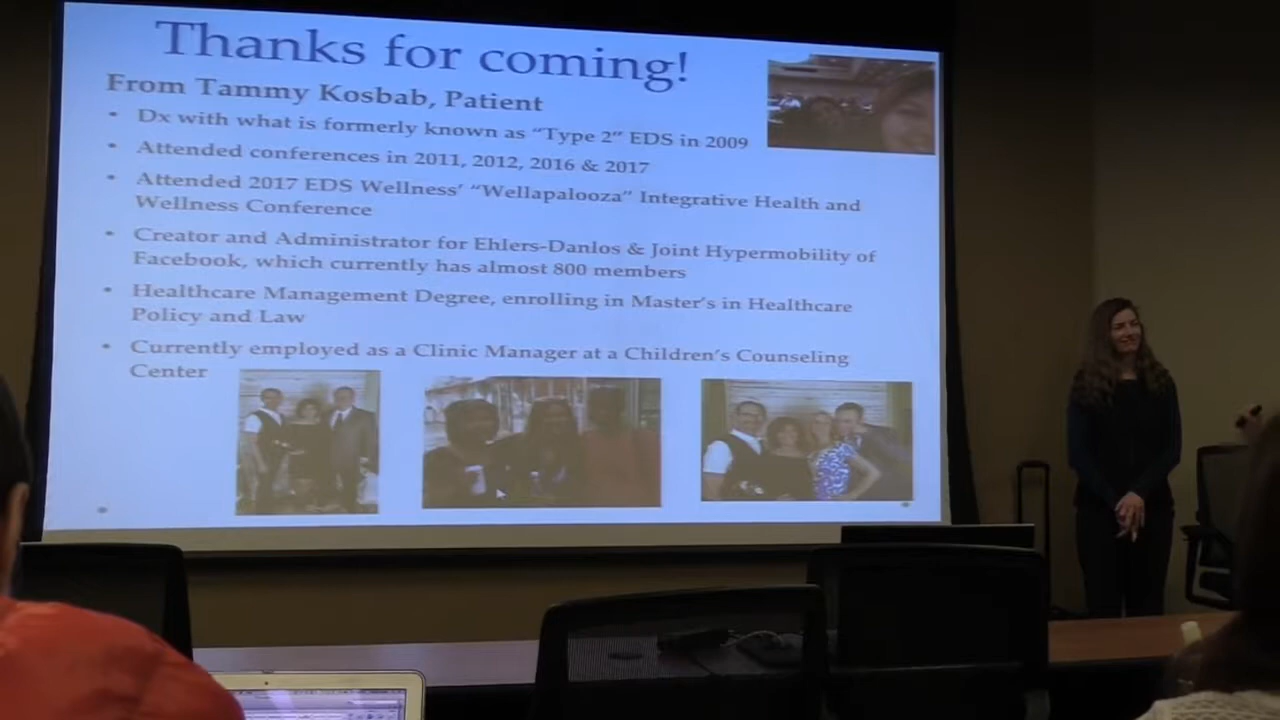 Thanks for coming!
From Tammy Kosbab, Patient
• Dx with what is formerly known as “Type 2” EDS in 2009
• Attended conferences in 2011, 2012, 2016 & 2017
• Attended 2017 EDS Wellness’ “Wellapalooza” Integrative Health and
Wellness Conference
• Creator and Administrator for Ehlers-Danlos & Joint Hypermobility of
Facebook, which currently has almost 800 members
• Healthcare Management Degree, enrolling in Master’s in Healthcare
Policy and Law
• Currently employed as a Clinic Manager at a Children’s Counseling
Center